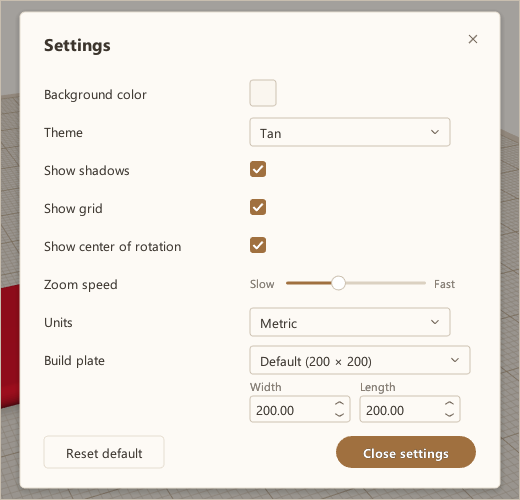 Settings
Background color
Theme Tan
Show shadows
Show grid
Show center of rotation
Zoom speed Slow Fast
Units Metric
Build plate Default (200 × 200)
Width Length
200.00 200.00
Reset default Close settings